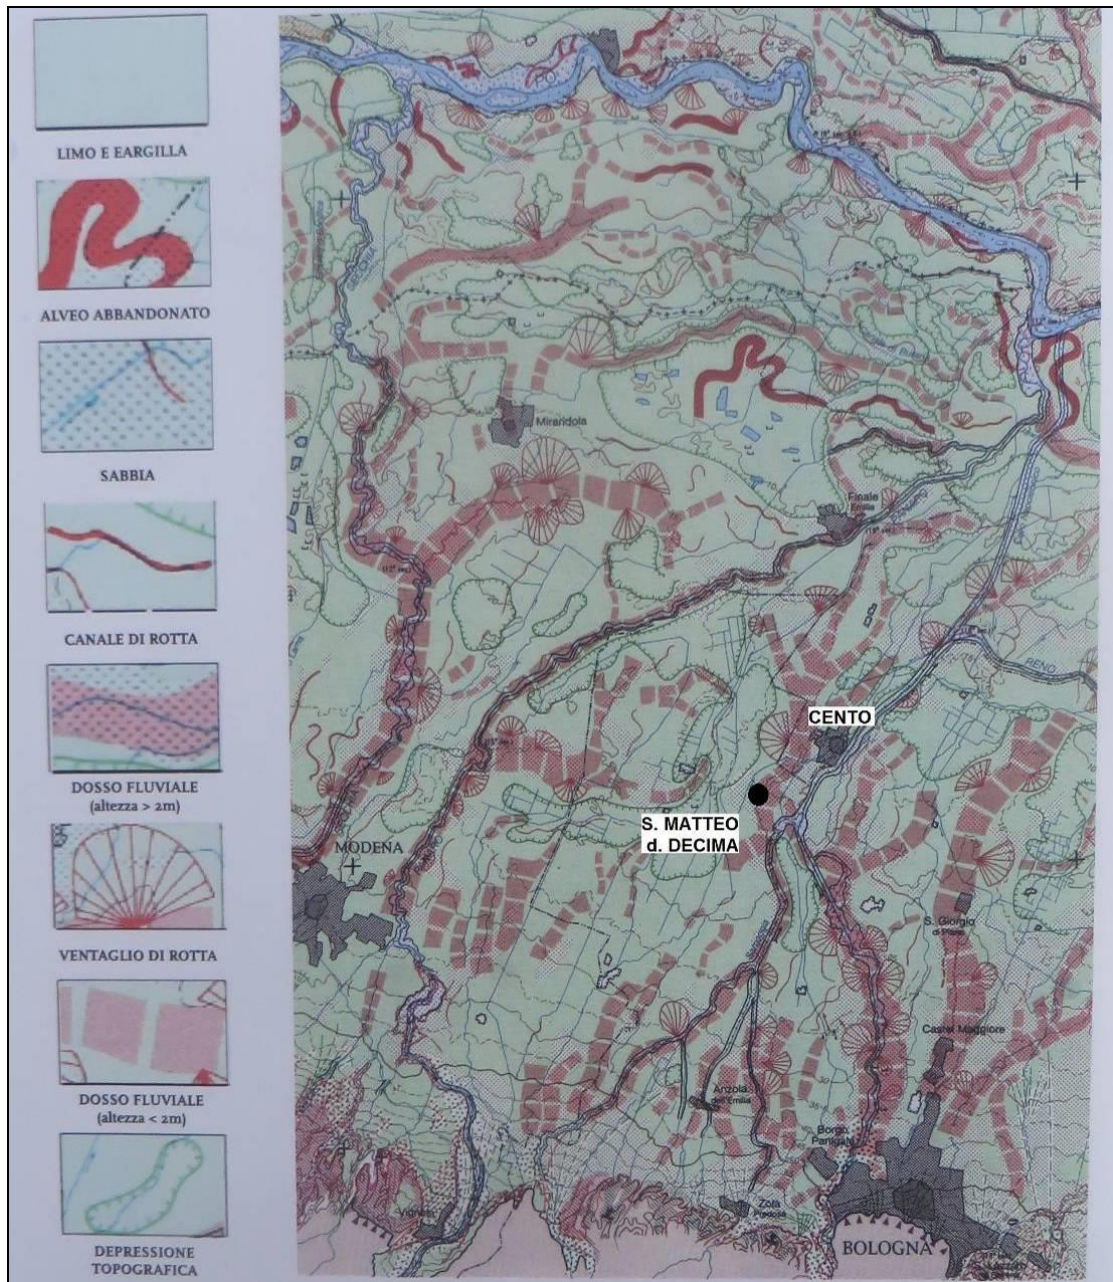 LIMO E EARGILLA
ALVEO ABBANDONATO
SABBIA
CANALE DI ROTTA
DOSSO FLUVIALE
(altezza > 2m)
VENTAGLIO DI ROTTA
DOSSO FLUVIALE
(altezza < 2m)
DEPRESSIONE
TOPOGRAFICA
Mirandola
Finale
Emilia
RENO
CENTO
S. MATTEO
d. DECIMA
MODENA
S. Giorgio
di Piano
Castel Maggiore
Anzola
dell'Emilia
Borgo
Panigale
Zola
Predosa
Vignola
BOLOGNA